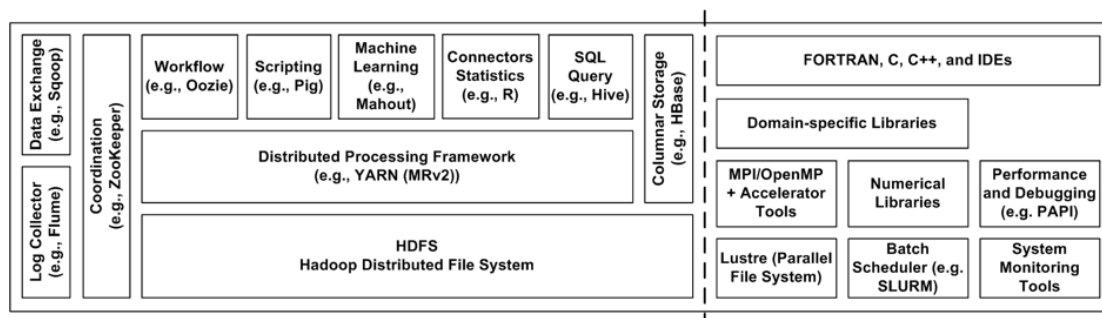 Data Exchange
(e.g., Sqoop)
Log Collector
(e.g., Flume)
Coordination
(e.g., ZooKeeper)
Workflow
(e.g., Oozie)
Scripting
(e.g., Pig)
Machine
Learning
(e.g.,
Mahout)
Connectors
Statistics
(e.g., R)
SQL
Query
(e.g., Hive)
Distributed Processing Framework
(e.g., YARN (MRv2))
HDFS
Hadoop Distributed File System
Columnar Storage
(e.g., HBase)
FORTRAN, C, C++, and IDEs
Domain-specific Libraries
MPI/OpenMP
+ Accelerator
Tools
Numerical
Libraries
Performance
and Debugging
(e.g. PAPI)
Lustre (Parallel
File System)
Batch
Scheduler (e.g.
SLURM)
System
Monitoring
Tools